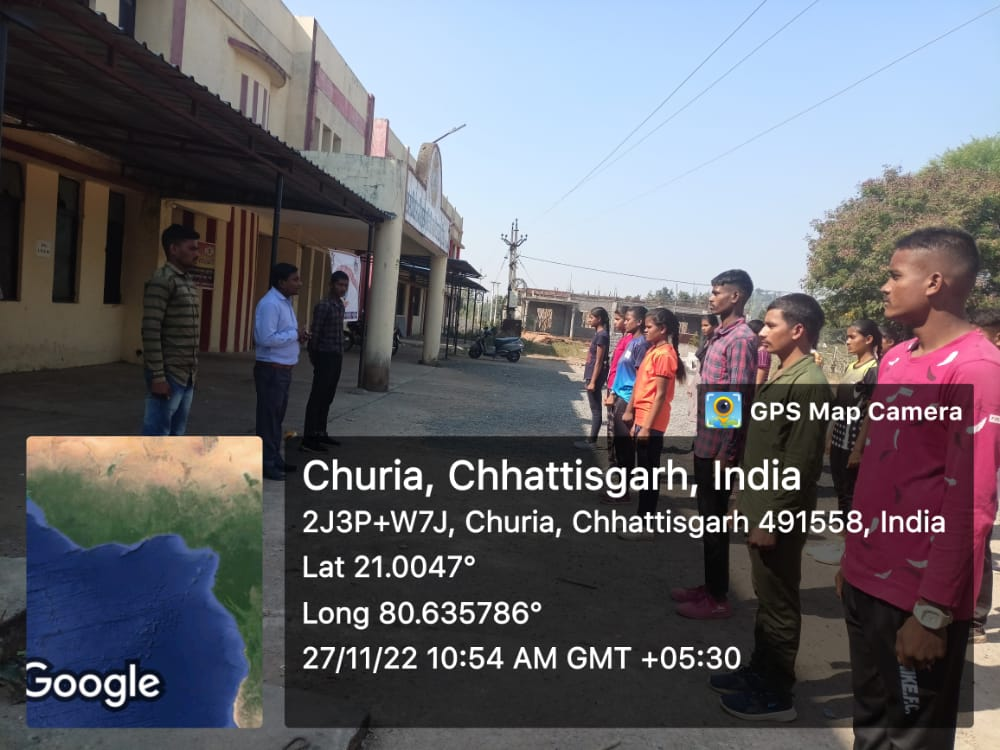 GPS Map Camera
Churia, Chhattisgarh, India
2J3P+W7J, Churia, Chhattisgarh 491558, India
Lat 21.0047°
Long 80.635786°
27/11/22 10:54 AM GMT +05:30
Google